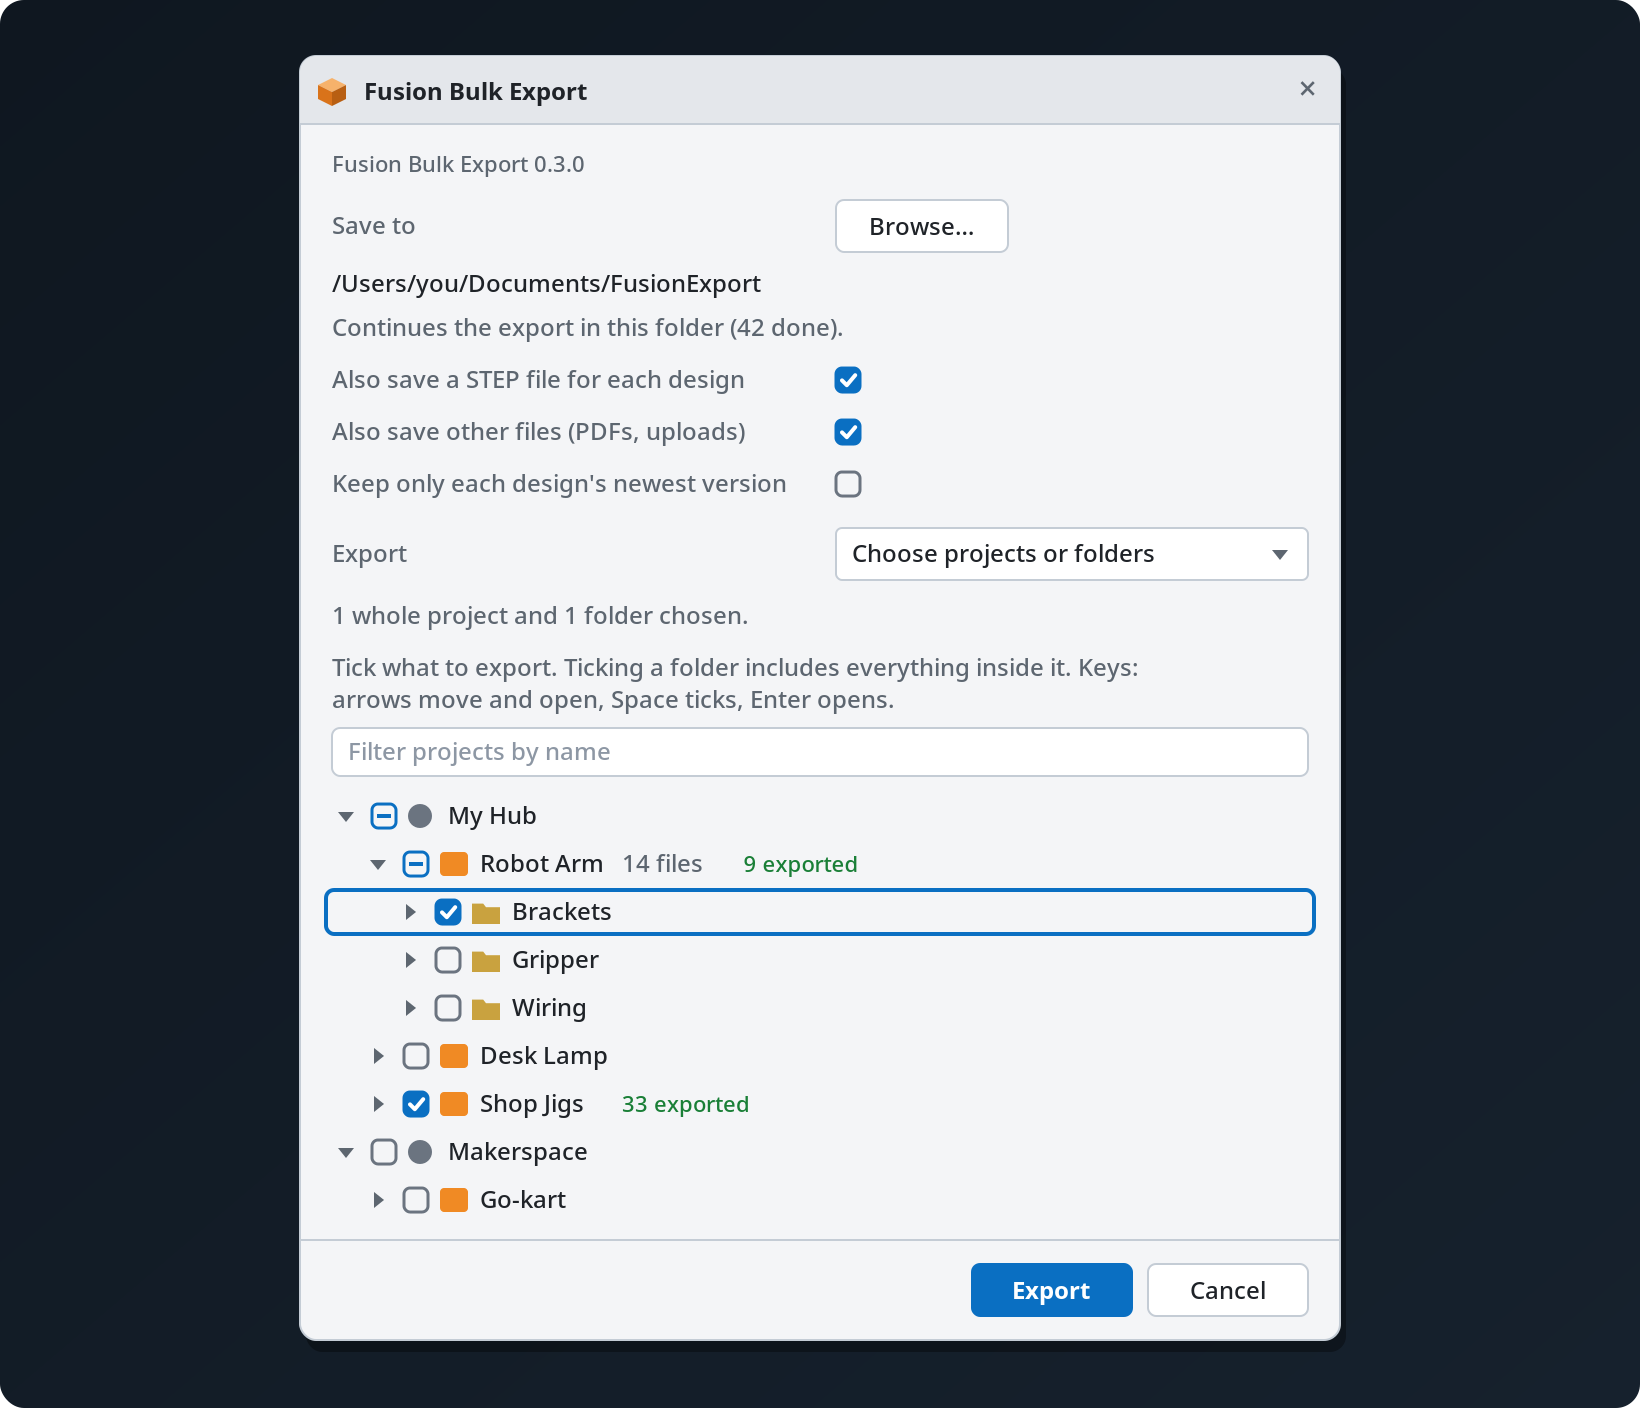 Fusion Bulk Export
Fusion Bulk Export 0.3.0
Save to
Browse...
/Users/you/Documents/FusionExport
Continues the export in this folder (42 done).
Also save a STEP file for each design
Also save other files (PDFs, uploads)
Keep only each design's newest version
Export
Choose projects or folders
1 whole project and 1 folder chosen.
Tick what to export. Ticking a folder includes everything inside it. Keys:
arrows move and open, Space ticks, Enter opens.
Filter projects by name
My Hub
Robot Arm 14 files 9 exported
Brackets
Gripper
Wiring
Desk Lamp
Shop Jigs 33 exported
Makerspace
Go-kart
Export
Cancel